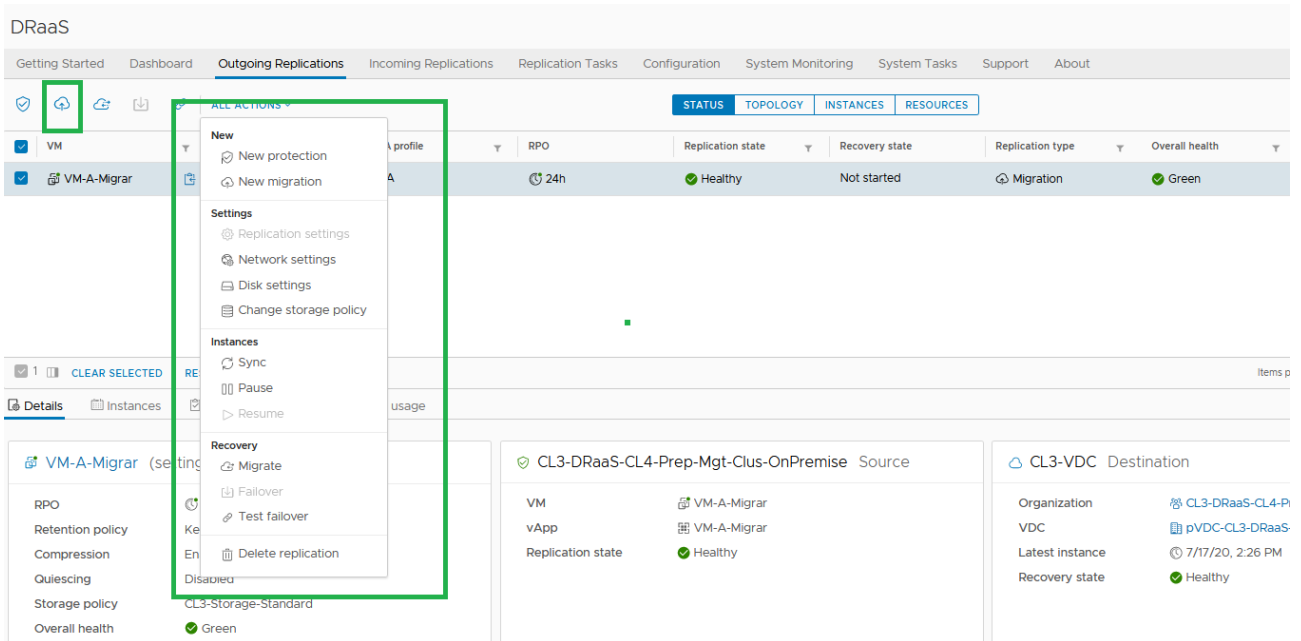 DRaaS
Getting Started Dashboard Outgoing Replications Incoming Replications Replication Tasks Configuration System Monitoring System Tasks Support About
ALL ACTIONS STATUS TOPOLOGY INSTANCES RESOURCES
VM profile RPO Replication state Recovery state Replication type Overall health
VM-A-Migrar 24h Healthy Not started Migration Green
New
New protection
New migration
Settings
Replication settings
Network settings
Disk settings
Change storage policy
Instances
Sync
Pause
Resume
Recovery
Migrate
Failover
Test failover
Delete replication
1 CLEAR SELECTED Items
Details Instances usage
VM-A-Migrar
RPO
Retention policy
Compression
Quiescing Disabled
Storage policy CL3-Storage-Standard
Overall health Green
CL3-DRaaS-CL4-Prep-Mgt-Clus-OnPremise Source
VM VM-A-Migrar
vApp VM-A-Migrar
Replication state Healthy
CL3-VDC Destination
Organization CL3-DRaaS-CL4-P
VDC pVDC-CL3-DRaaS-
Latest instance 7/17/20, 2:26 PM
Recovery state Healthy